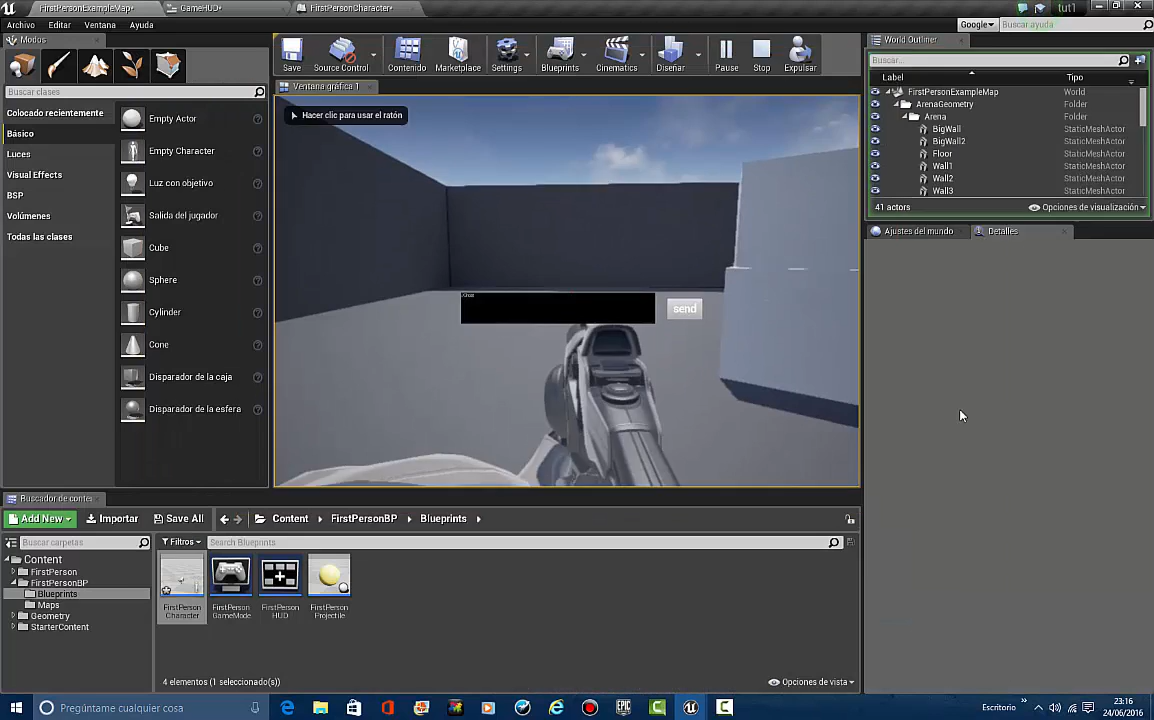 FirstPersonExampleMap*
GameHUD*
FirstPersonCharacter*
tut1
Archivo Editar Ventana Ayuda
Google
Buscar ayuda
Modos
Save
Source Control
Contenido
Marketplace
Settings
Blueprints
Cinematics
Diseñar
Pause
Stop
Expulsar
World Outliner
Buscar...
Label
Tipo
FirstPersonExampleMap World
ArenaGeometry Folder
Arena Folder
BigWall StaticMeshActor
BigWall2 StaticMeshActor
Floor StaticMeshActor
Wall1 StaticMeshActor
Wall2 StaticMeshActor
Wall3 StaticMeshActor
41 actors
Opciones de visualización
Buscar clases
Colocado recientemente
Básico
Luces
Visual Effects
BSP
Volúmenes
Todas las clases
Empty Actor
Empty Character
Luz con objetivo
Salida del jugador
Cube
Sphere
Cylinder
Cone
Disparador de la caja
Disparador de la esfera
Ventana gráfica 1
Hacer clic para usar el ratón
send
Ajustes del mundo
Detalles
Buscador de conte
Add New
Importar
Save All
Content
FirstPersonBP
Blueprints
Buscar carpetas
Filtros
Search Blueprints
Content
FirstPerson
FirstPersonBP
Blueprints
Maps
Geometry
StarterContent
FirstPerson
Character
FirstPerson
GameMode
FirstPerson
HUD
FirstPerson
Projectile
4 elementos (1 seleccionado(s))
Opciones de vista
Pregúntame cualquier cosa
Escritorio
23:16
24/06/2016